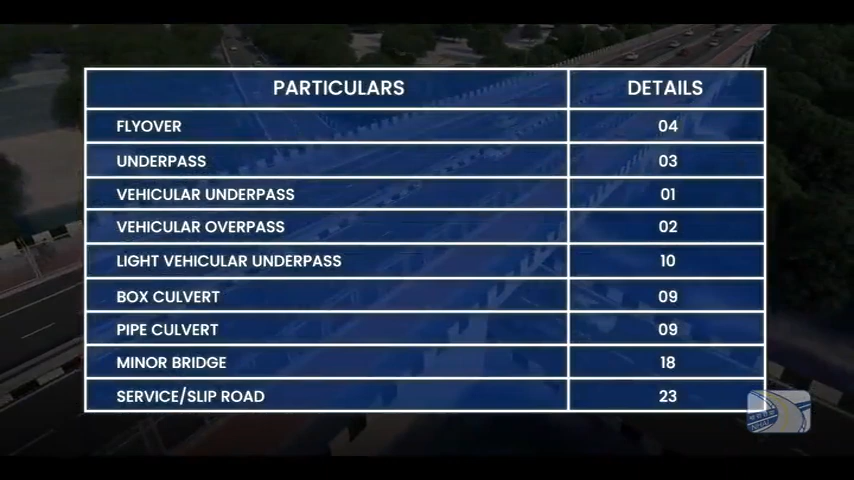 PARTICULARS DETAILS
FLYOVER 04
UNDERPASS 03
VEHICULAR UNDERPASS 01
VEHICULAR OVERPASS 02
LIGHT VEHICULAR UNDERPASS 10
BOX CULVERT 09
PIPE CULVERT 09
MINOR BRIDGE 18
SERVICE/SLIP ROAD 23
NHAI